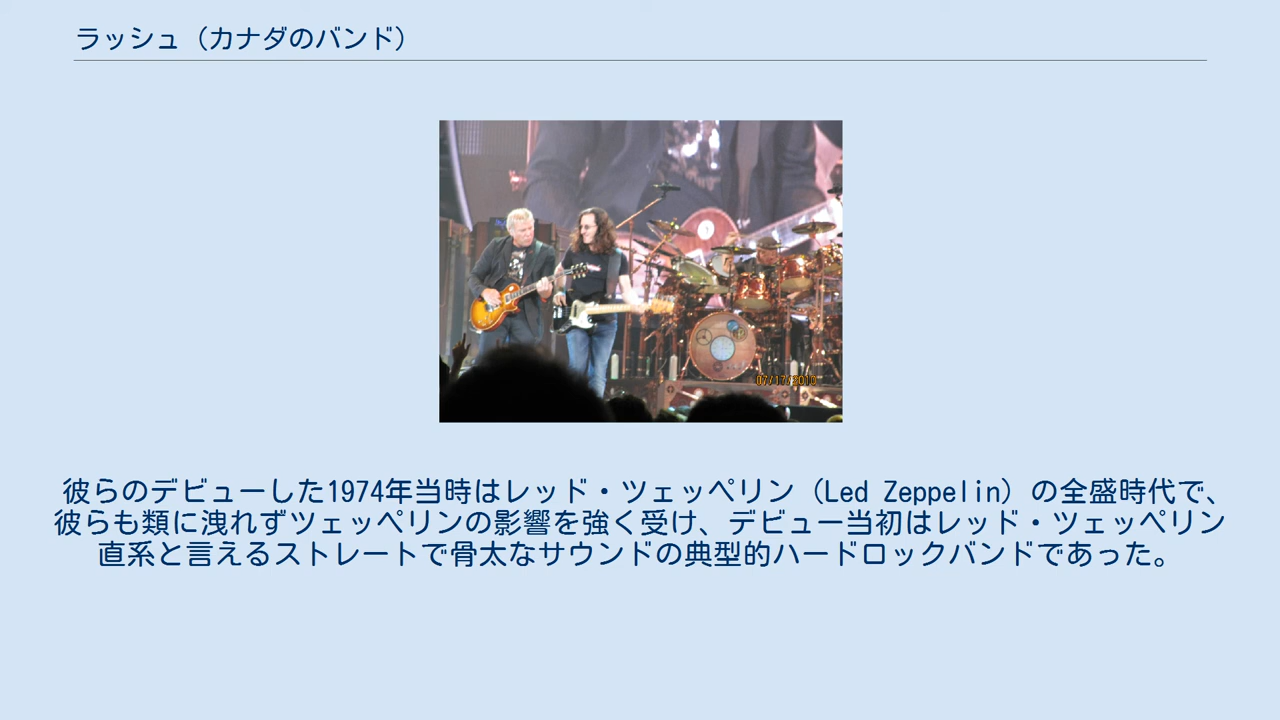 ラッシュ（カナダのバンド）
07/17/2010
彼らのデビューした1974年当時はレッド・ツェッペリン（Led Zeppelin）の全盛時代で、
彼らも類に洩れずツェッペリンの影響を強く受け、デビュー当初はレッド・ツェッペリン
直系と言えるストレートで骨太なサウンドの典型的ハードロックバンドであった。